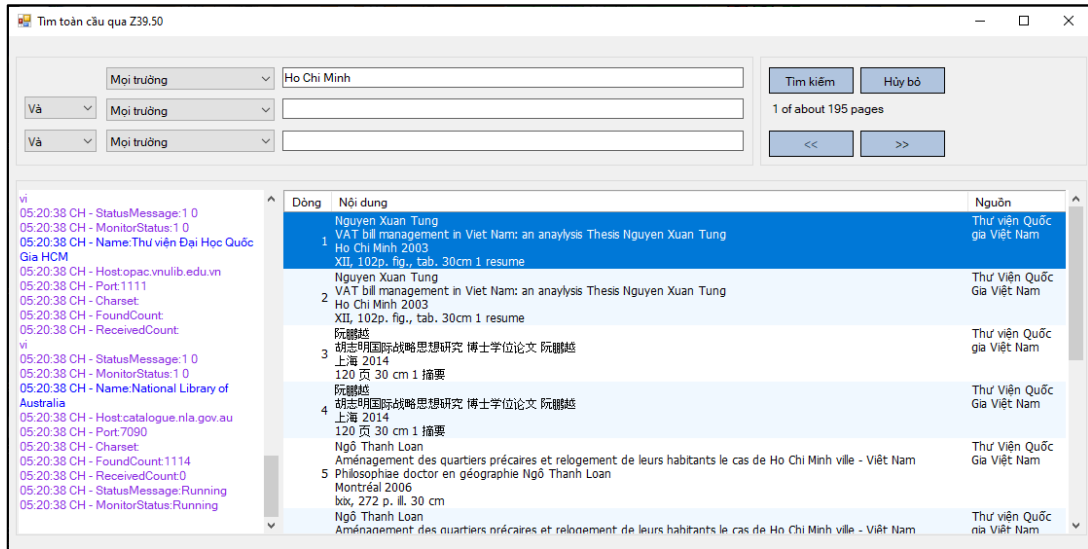 Tìm toàn cầu qua Z39.50
Mọi trường Ho Chi Minh
Và Mọi trường
Và Mọi trường
Tìm kiếm Hủy bỏ
1 of about 195 pages
<< >>
vi
05:20:38 CH - StatusMessage:1 0
05:20:38 CH - MonitorStatus:1 0
05:20:38 CH - Name:Thư viện Đại Học Quốc
Gia HCM
05:20:38 CH - Host:opac.vnulib.edu.vn
05:20:38 CH - Port:1111
05:20:38 CH - Charset:
05:20:38 CH - FoundCount:
05:20:38 CH - ReceivedCount:
vi
05:20:38 CH - StatusMessage:1 0
05:20:38 CH - MonitorStatus:1 0
05:20:38 CH - Name:National Library of
Australia
05:20:38 CH - Host:catalogue.nla.gov.au
05:20:38 CH - Port:7090
05:20:38 CH - Charset:
05:20:38 CH - FoundCount:1114
05:20:38 CH - ReceivedCount:0
05:20:38 CH - StatusMessage:Running
05:20:38 CH - MonitorStatus:Running
Dòng Nội dung Nguồn
Nguyen Xuan Tung Thư viện Quốc
VAT bill management in Viet Nam: an anaylysis Thesis Nguyen Xuan Tung gia Việt Nam
1 Ho Chi Minh 2003
XII, 102p. fig., tab. 30cm 1 resume
Nguyen Xuan Tung Thư Viện Quốc
VAT bill management in Viet Nam: an anaylysis Thesis Nguyen Xuan Tung Gia Việt Nam
2 Ho Chi Minh 2003
XII, 102p. fig., tab. 30cm 1 resume
阮鹏越 Thư viện Quốc
胡志明国际战略思想研究 博士学位论文 阮鹏越 gia Việt Nam
3 上海 2014
120 页 30 cm 1 摘要
阮鹏越 Thư Viện Quốc
胡志明国际战略思想研究 博士学位论文 阮鹏越 Gia Việt Nam
4 上海 2014
120 页 30 cm 1 摘要
Ngô Thanh Loan Thư Viện Quốc
Aménagement des quartiers précaires et relogement de leurs habitants le cas de Ho Chi Minh ville - Viêt Nam Gia Việt Nam
5 Philosophiae doctor en géographie Ngô Thanh Loan
Montréal 2006
lxix, 272 p. ill. 30 cm
Ngô Thanh Loan Thư viện Quốc
Aménagement des quartiers précaires et relogement de leurs habitants le cas de Ho Chi Minh ville - Viêt Nam gia Việt Nam